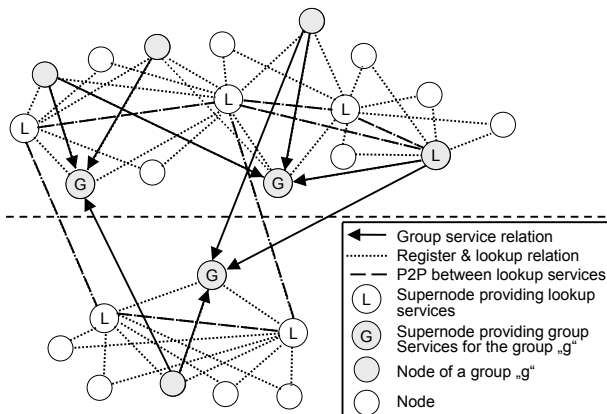 L
L
L
L
G
G
G
L
L
Group service relation
Register & lookup relation
P2P between lookup services
L Supernode providing lookup
services
G Supernode providing group
Services for the group „g“
Node of a group „g“
Node